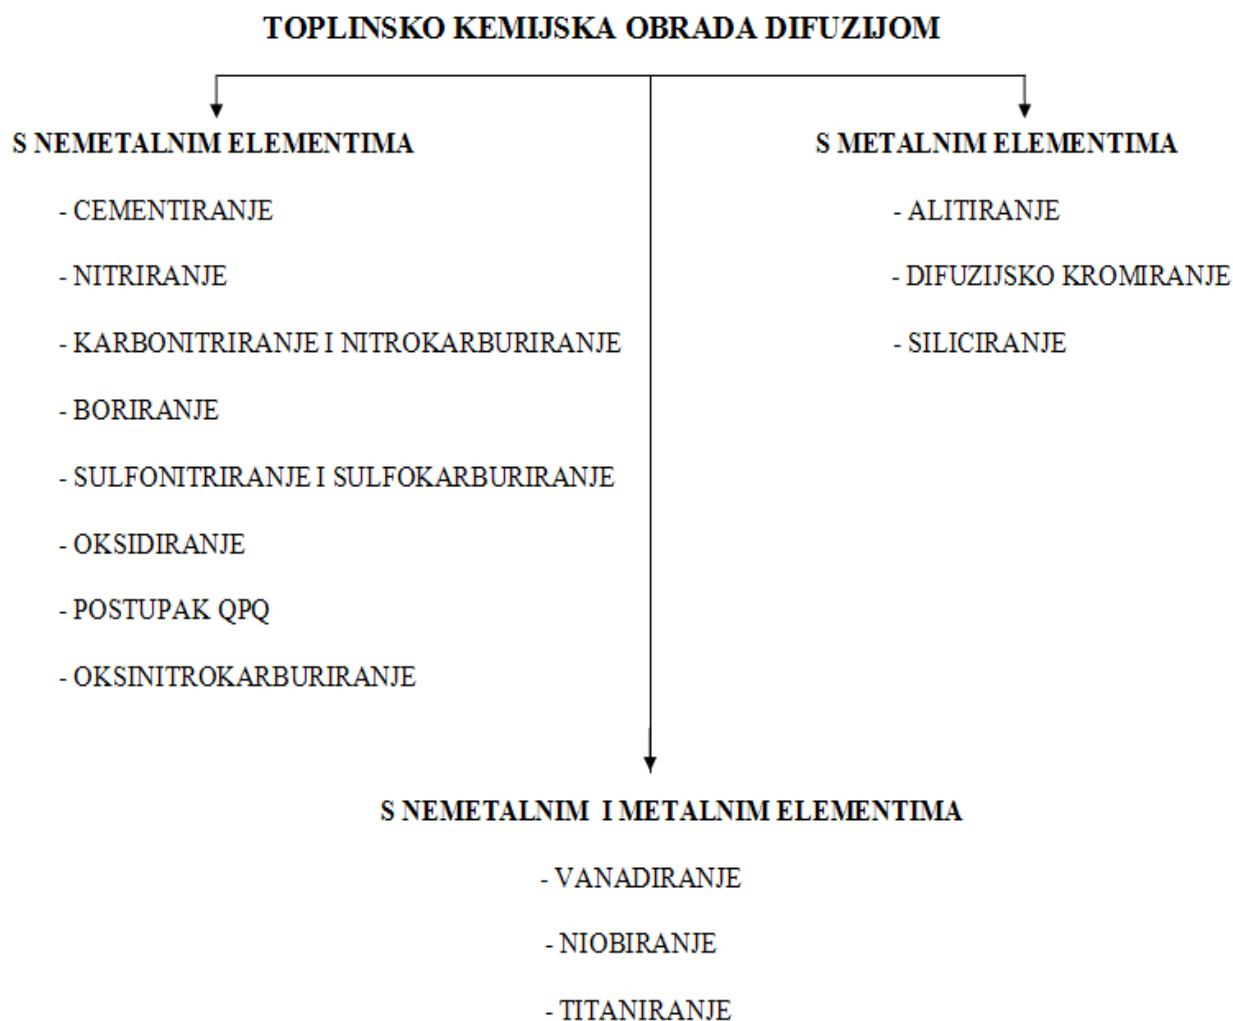 TOPLINSKO KEMIJSKA OBRADA DIFUZIJOM
S NEMETALNIM ELEMENTIMA
- CEMENTIRANJE
- NITRIRANJE
- KARBONITRIRANJE I NITROKARBURIRANJE
- BORIRANJE
- SULFONITRIRANJE I SULFOKARBURIRANJE
- OKSIDIRANJE
- POSTUPAK QPQ
- OKSINITROKARBURIRANJE
S METALNIM ELEMENTIMA
- ALITIRANJE
- DIFUZIJSKO KROMIRANJE
- SILICIRANJE
S NEMETALNIM I METALNIM ELEMENTIMA
- VANADIRANJE
- NIOBIRANJE
- TITANIRANJE